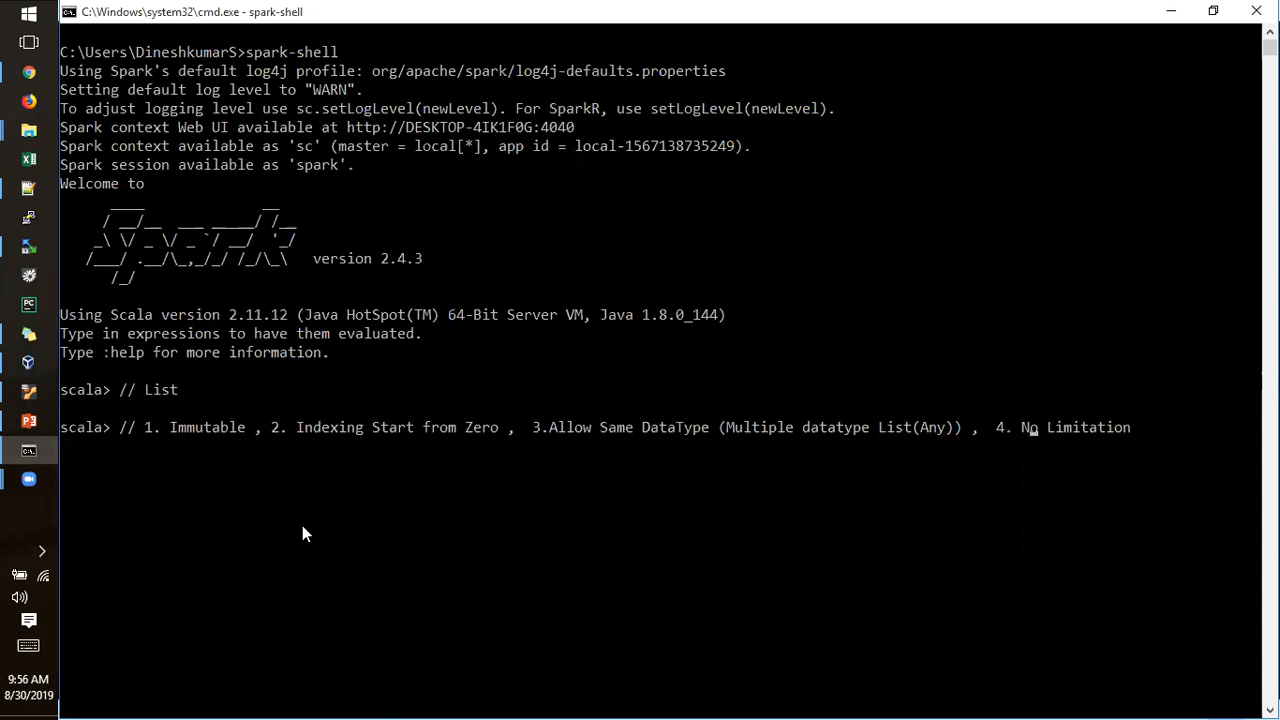 C:\Windows\system32\cmd.exe - spark-shell
C:\Users\DineshkumarS>spark-shell
Using Spark's default log4j profile: org/apache/spark/log4j-defaults.properties
Setting default log level to "WARN".
To adjust logging level use sc.setLogLevel(newLevel). For SparkR, use setLogLevel(newLevel).
Spark context Web UI available at http://DESKTOP-4IK1F0G:4040
Spark context available as 'sc' (master = local[*], app id = local-1567138735249).
Spark session available as 'spark'.
Welcome to
Spark version 2.4.3
Using Scala version 2.11.12 (Java HotSpot(TM) 64-Bit Server VM, Java 1.8.0_144)
Type in expressions to have them evaluated.
Type :help for more information.
scala> // List
scala> // 1. Immutable , 2. Indexing Start from Zero ,  3.Allow Same DataType (Multiple datatype List(Any)) ,  4. No Limitation
9:56 AM
8/30/2019